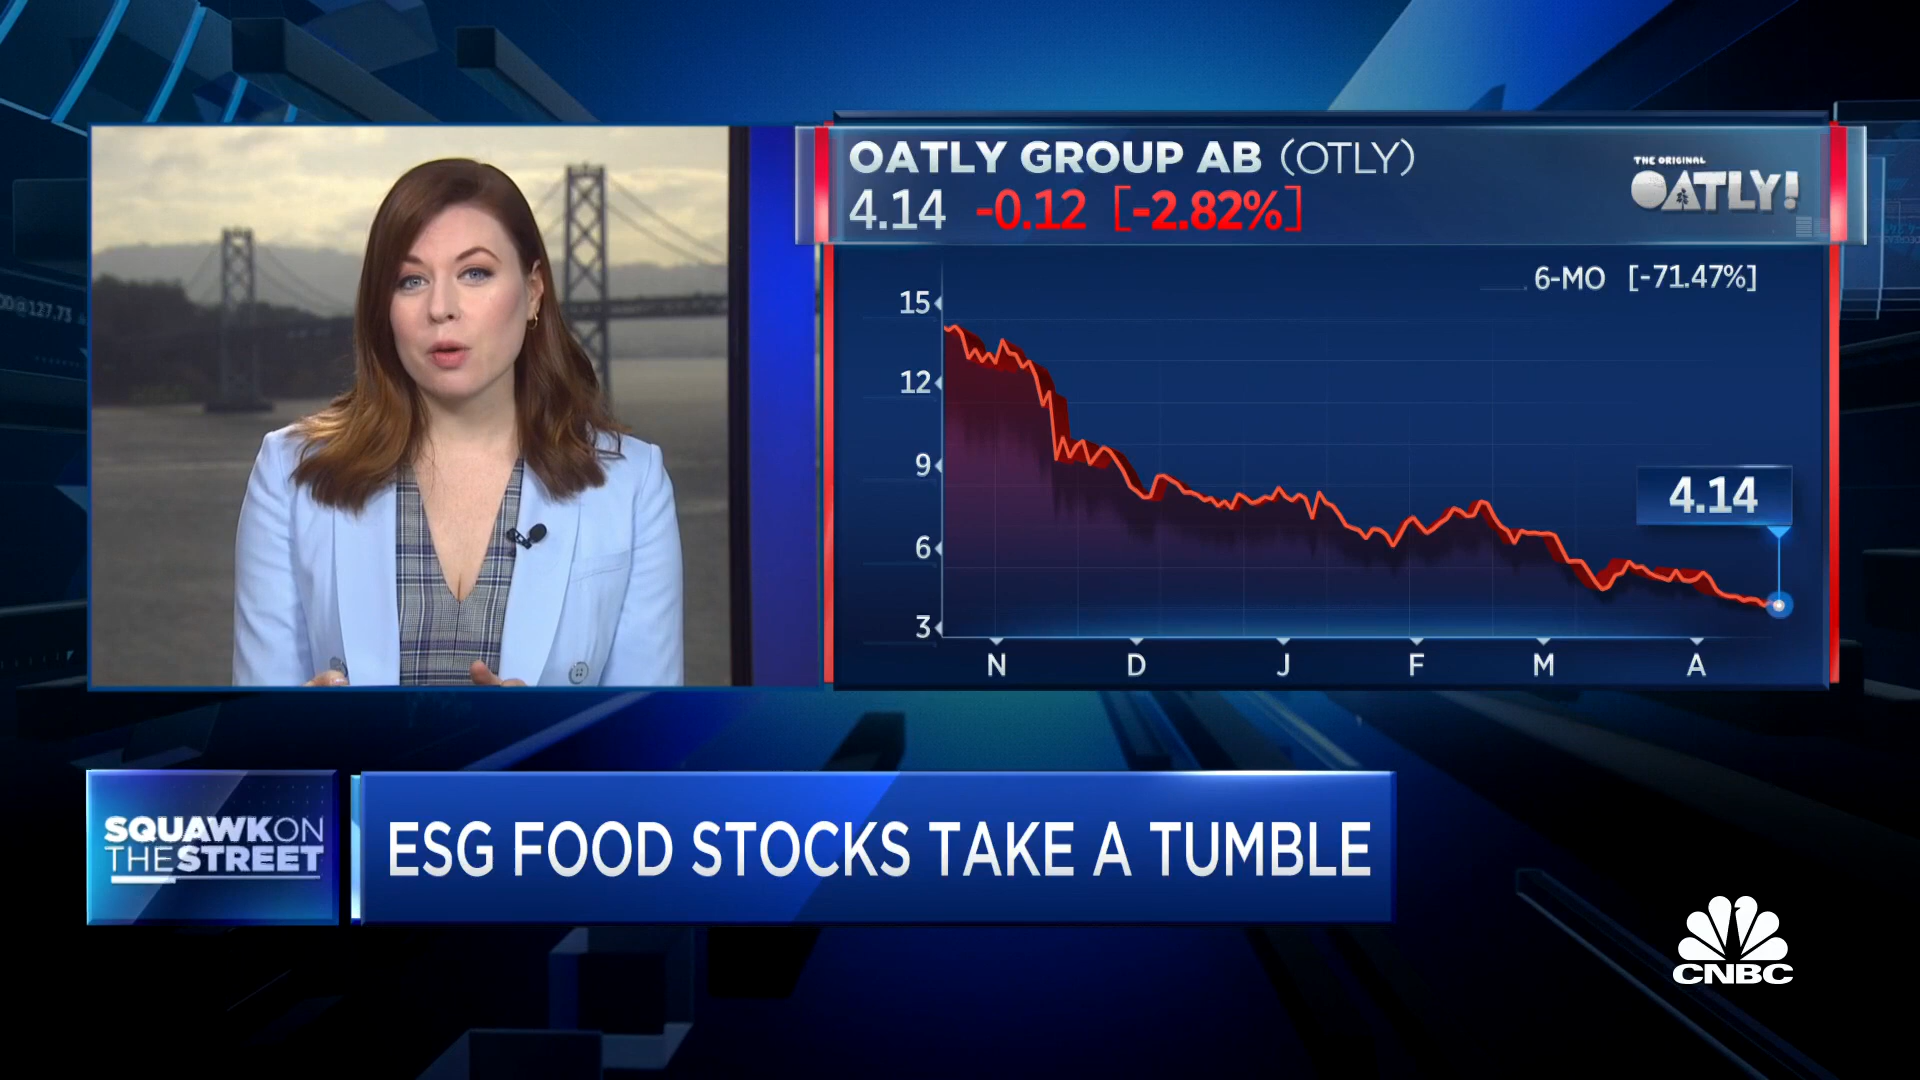 OATLY GROUP AB (OTLY)
4.14 -0.12 [-2.82%]
THE ORIGINAL
OATLY!
6-MO [-71.47%]
15
12
9
6
3
4.14
N D J F M A
SQUAWK ON
THE STREET
ESG FOOD STOCKS TAKE A TUMBLE
CNBC